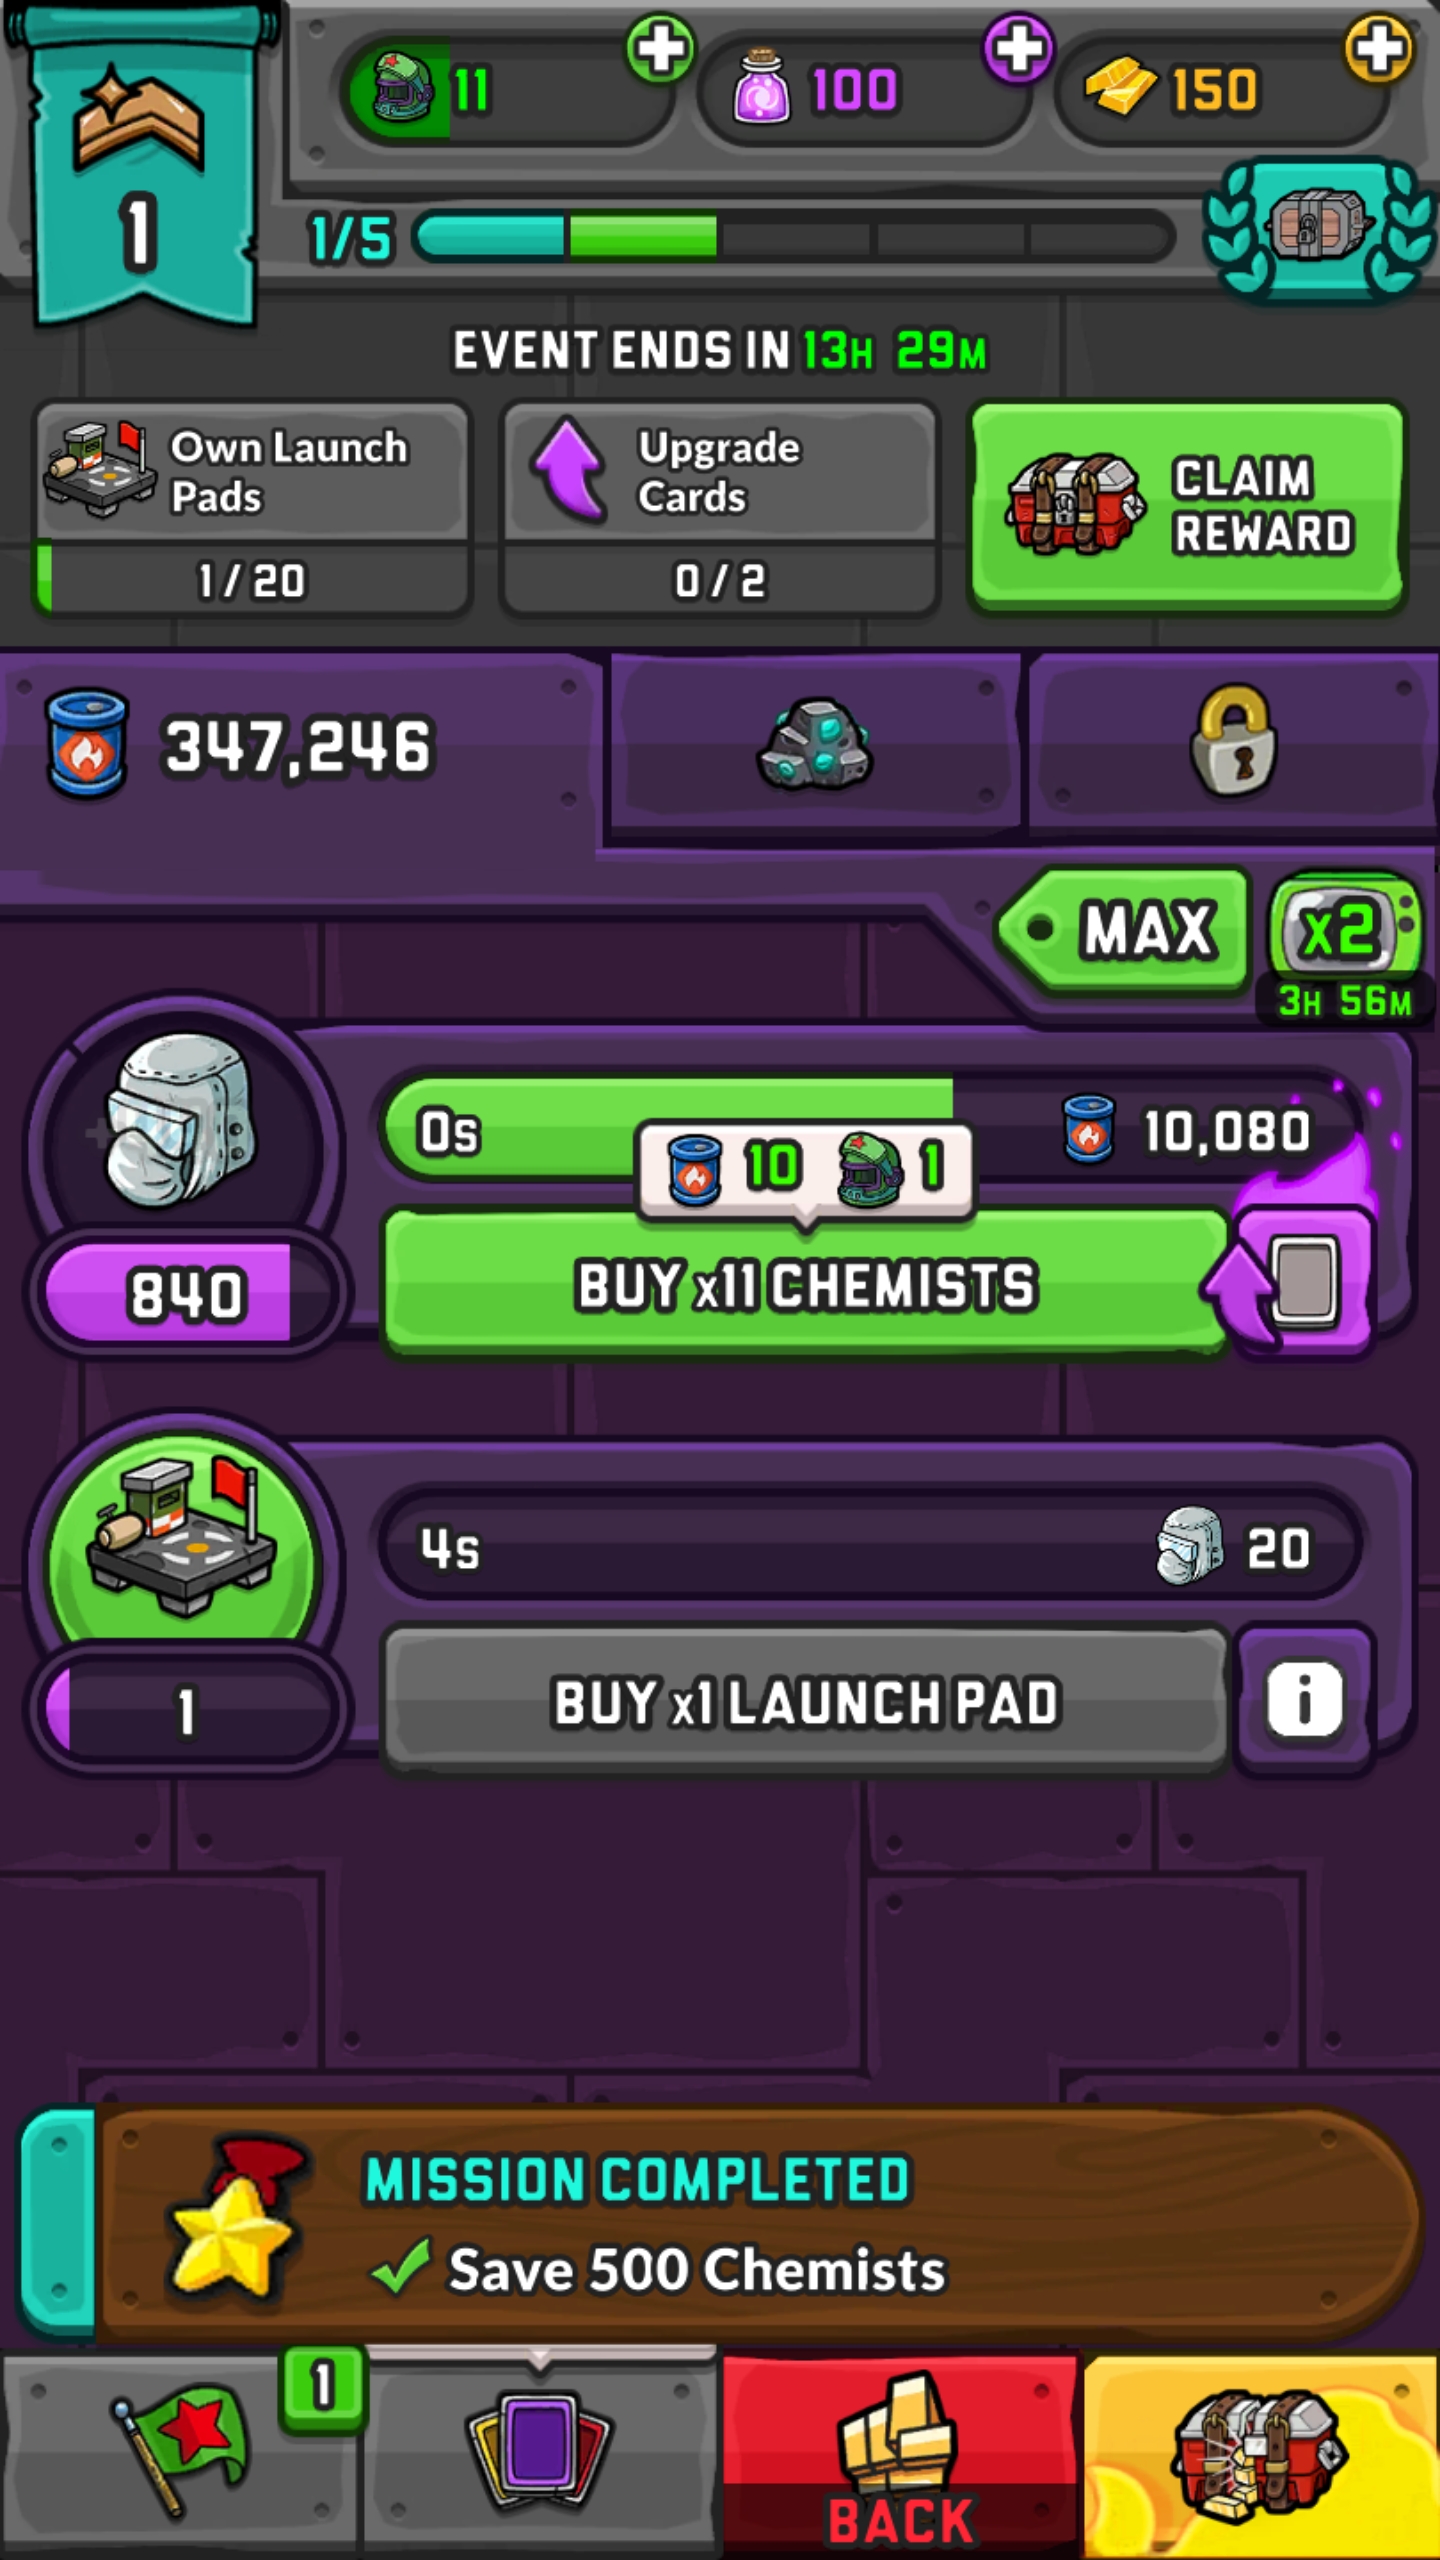 11
100
150
1
1/5
EVENT ENDS IN 13H 29M
Own Launch
Pads
1 / 20
Upgrade
Cards
0 / 2
CLAIM
REWARD
347,246
MAX
x2
3H 56M
0s
10,080
10
1
840
BUY x11 CHEMISTS
4s
20
1
BUY x1 LAUNCH PAD
i
MISSION COMPLETED
Save 500 Chemists
1
BACK